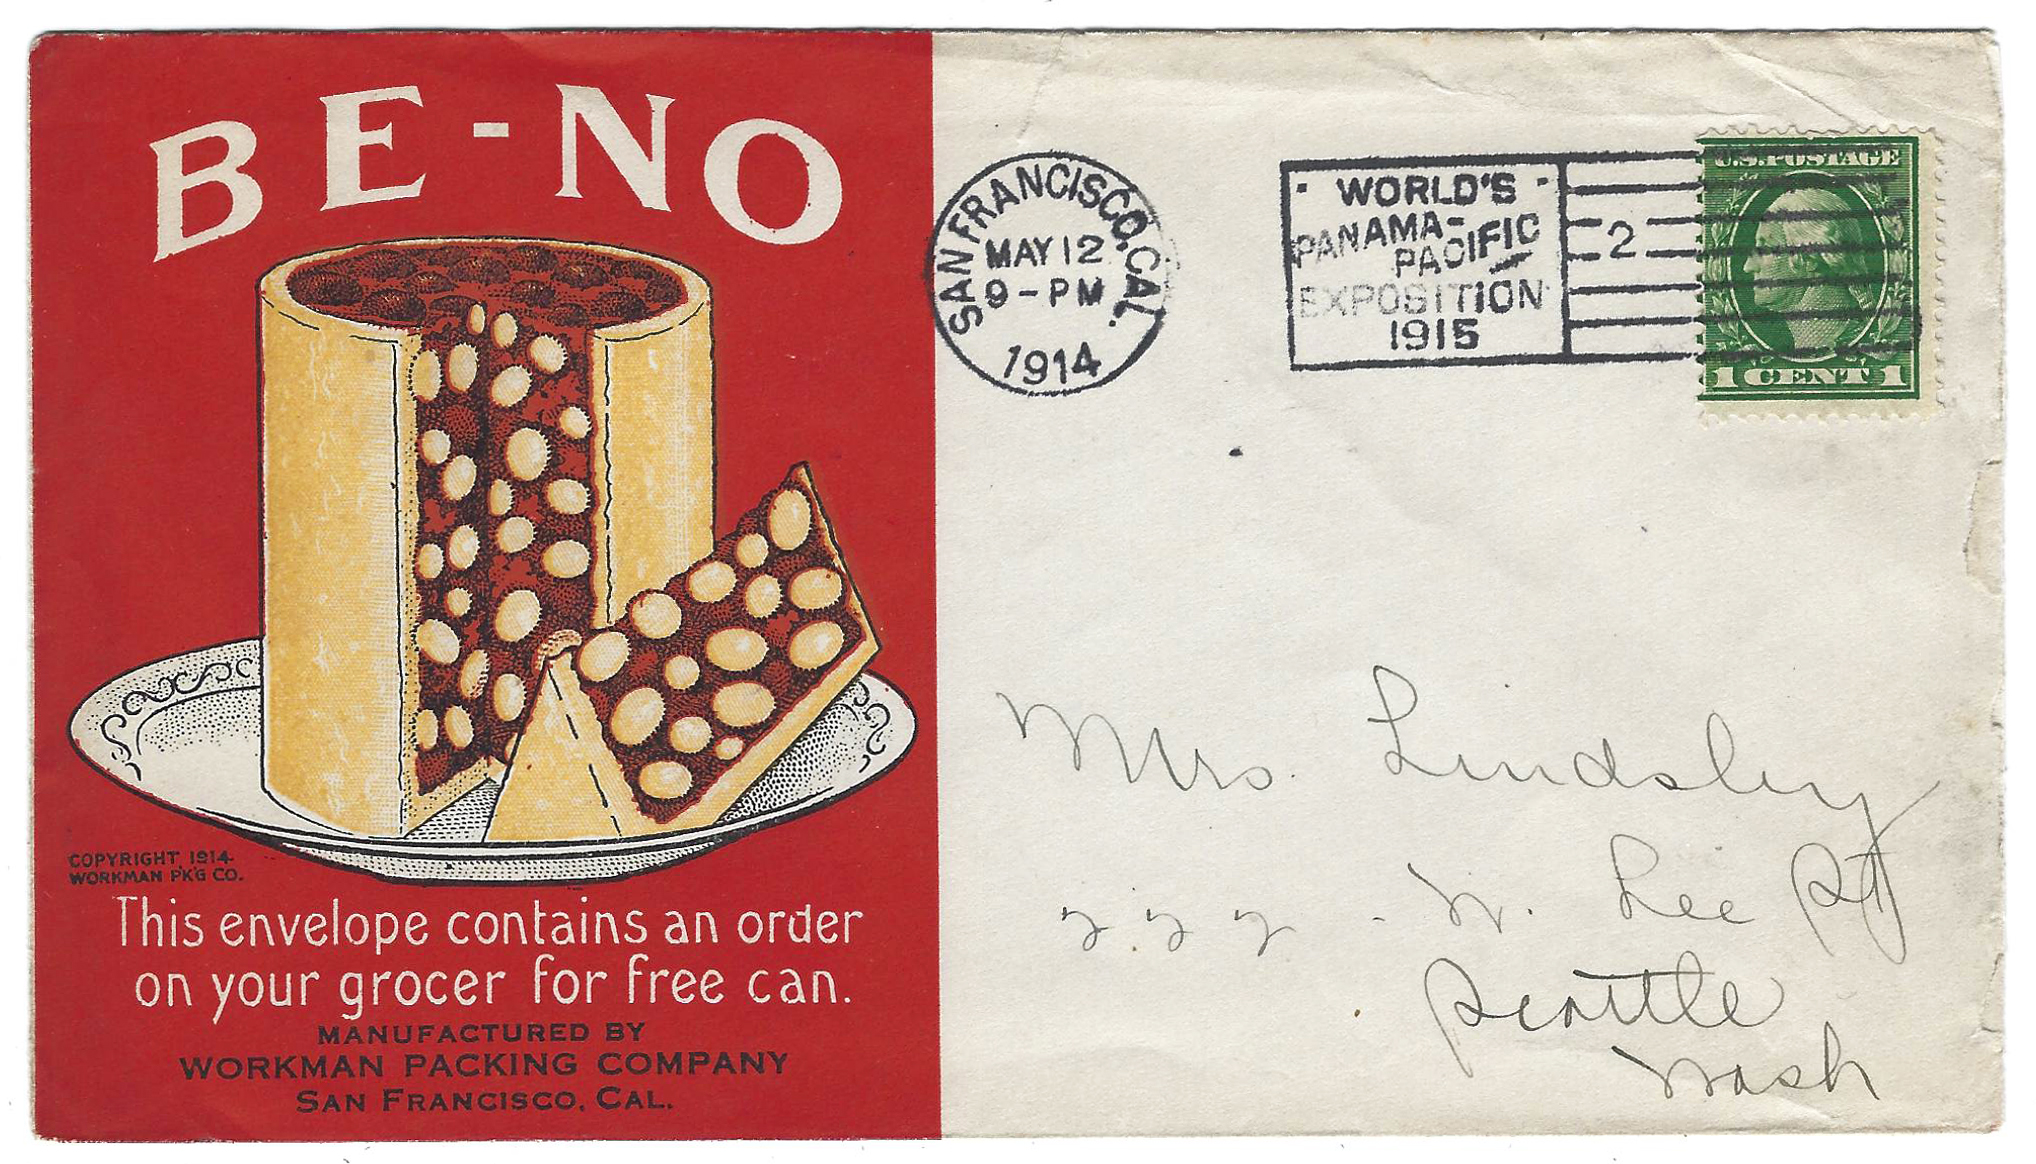 BE-NO
COPYRIGHT, 1914.
WORKMAN PK'G CO.
This envelope contains an order
on your grocer for free can.
MANUFACTURED BY
WORKMAN PACKING COMPANY
SAN FRANCISCO, CAL.
SAN FRANCISCO, CAL.
MAY 12
9-PM
1914
WORLD'S
PANAMA-
PACIFIC
EXPOSITION
1915
2
U.S. POSTAGE
1 CENT 1
Mrs. Lindsley
W. Lee
Seattle
Wash